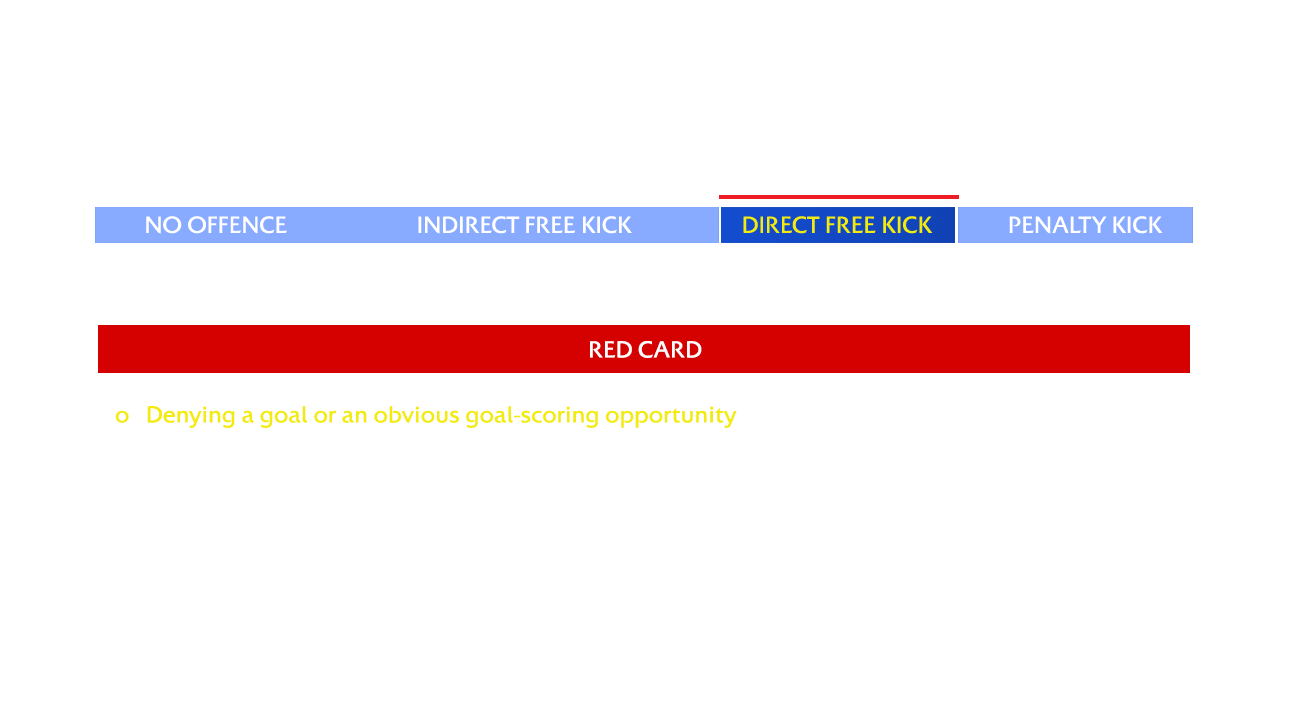 NO OFFENCE INDIRECT FREE KICK DIRECT FREE KICK PENALTY KICK
RED CARD
o Denying a goal or an obvious goal-scoring opportunity